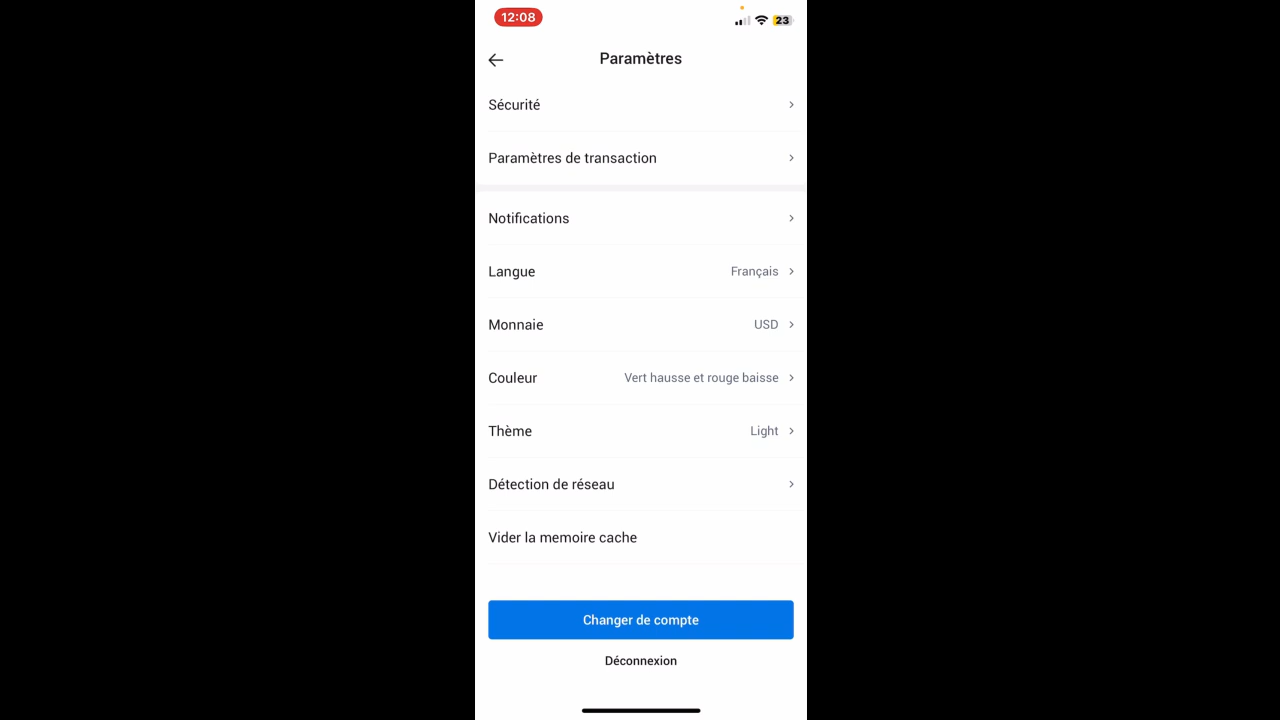 12:08
23
Paramètres
Sécurité
Paramètres de transaction
Notifications
Langue Français
Monnaie USD
Couleur Vert hausse et rouge baisse
Thème Light
Détection de réseau
Vider la memoire cache
Changer de compte
Déconnexion